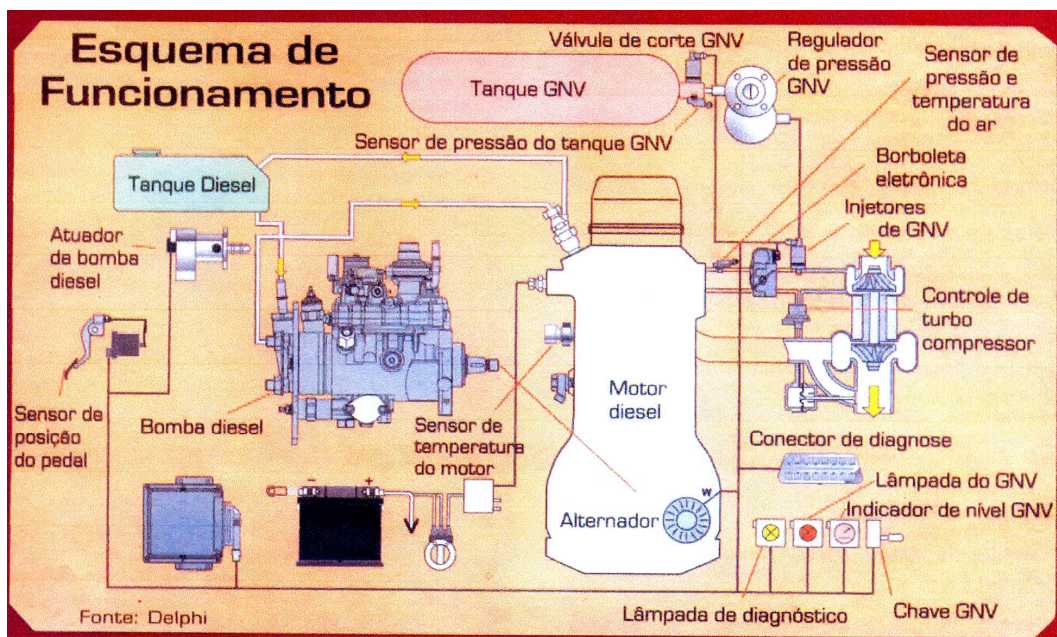 Esquema de
Funcionamento
Válvula de corte GNV
Regulador
de pressão
GNV
Sensor de
pressão e
temperatura
do ar
Tanque GNV
Sensor de pressão do tanque GNV
Borboleta
eletrônica
Tanque Diesel
Injetores
de GNV
Atuador
da bomba
diesel
Controle de
turbo
compressor
Motor
diesel
Sensor de
posição
do pedal
Bomba diesel
Sensor de
temperatura
do motor
Conector de diagnose
Lâmpada do GNV
Indicador de nível GNV
- +
W
Alternador
Lâmpada de diagnóstico
Chave GNV
Fonte: Delphi